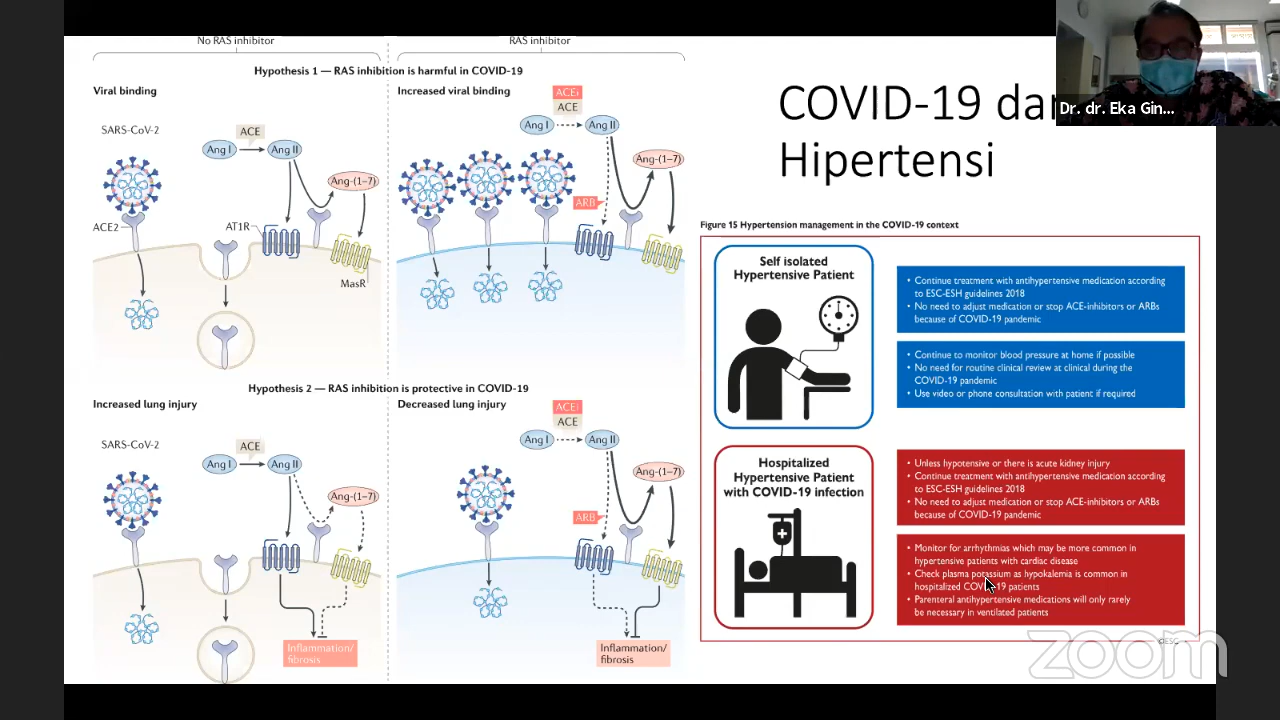 No RAS inhibitor
RAS inhibitor
Hypothesis 1 — RAS inhibition is harmful in COVID-19
Viral binding
SARS-CoV-2
ACE
Ang I
Ang II
Ang-(1–7)
ACE2
AT1R
MasR
Increased viral binding
ACEi
ACE
Ang I
Ang II
Ang-(1–7)
ARB
Hypothesis 2 — RAS inhibition is protective in COVID-19
Increased lung injury
SARS-CoV-2
ACE
Ang I
Ang II
Ang-(1–7)
Inflammation/
fibrosis
Decreased lung injury
ACEi
ACE
Ang I
Ang II
Ang-(1–7)
ARB
Inflammation/
fibrosis
COVID-19 da
Hipertensi
Dr. dr. Eka Gin...
Figure 15 Hypertension management in the COVID-19 context
Self isolated
Hypertensive Patient
• Continue treatment with antihypertensive medication according
to ESC-ESH guidelines 2018
• No need to adjust medication or stop ACE-inhibitors or ARBs
because of COVID-19 pandemic
• Continue to monitor blood pressure at home if possible
• No need for routine clinical review at clinical during the
COVID-19 pandemic
• Use video or phone consultation with patient if required
Hospitalized
Hypertensive Patient
with COVID-19 infection
• Unless hypotensive or there is acute kidney injury
• Continue treatment with antihypertensive medication according
to ESC-ESH guidelines 2018
• No need to adjust medication or stop ACE-inhibitors or ARBs
because of COVID-19 pandemic
• Monitor for arrhythmias which may be more common in
hypertensive patients with cardiac disease
• Check plasma potassium as hypokalemia is common in
hospitalized COVID-19 patients
• Parenteral antihypertensive medications will only rarely
be necessary in ventilated patients
©ESC
zoom